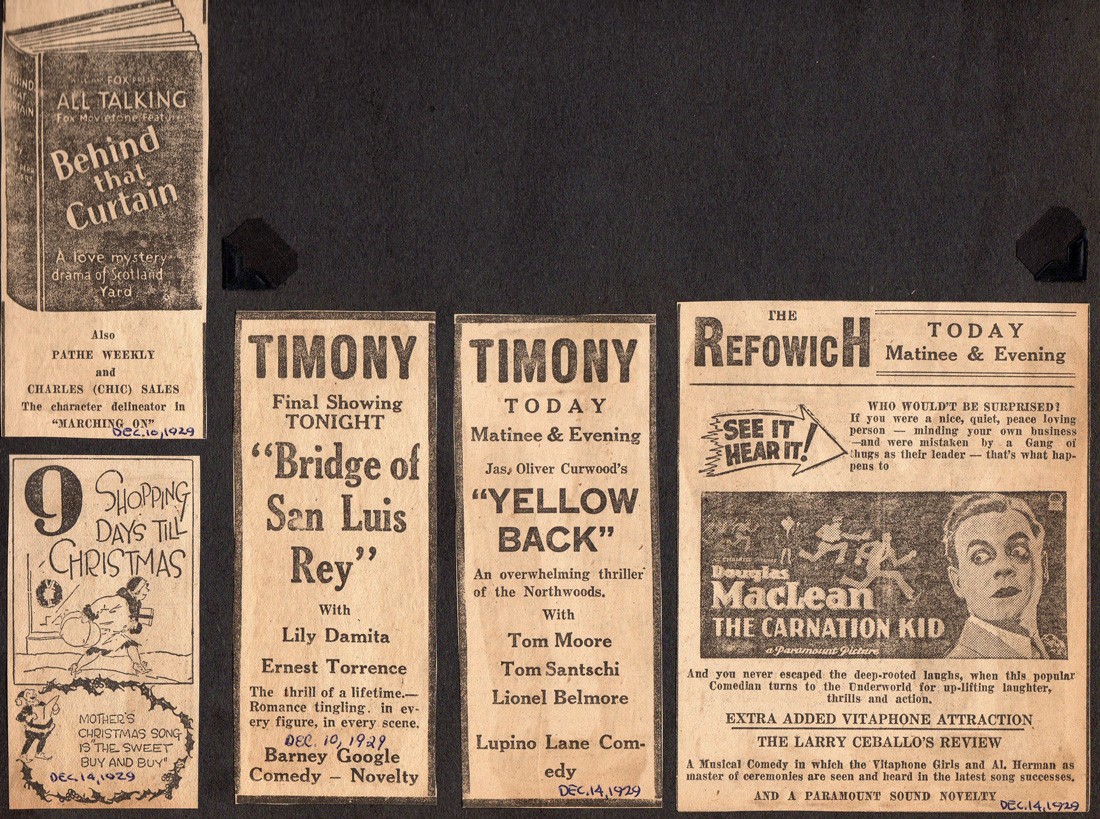 FOX
ALL TALKING
Fox Movietone Feature
Behind
that
Curtain
A love mystery
drama of Scotland
Yard
Also
PATHE WEEKLY
and
CHARLES (CHIC) SALES
The character delineator in
"MARCHING ON"
DEC. 10, 1929
9 SHOPPING
DAYS TILL
CHRISTMAS
MOTHER'S
CHRISTMAS SONG
IS "THE SWEET
BUY AND BUY"
DEC. 14, 1929
TIMONY
Final Showing
TONIGHT
"Bridge of
San Luis
Rey"
With
Lily Damita
Ernest Torrence
The thrill of a lifetime.—
Romance tingling. in ev-
ery figure, in every scene.
DEC. 10, 1929
Barney Google
Comedy – Novelty
TIMONY
TODAY
Matinee & Evening
Jas. Oliver Curwood's
"YELLOW
BACK"
An overwhelming thriller
of the Northwoods.
With
Tom Moore
Tom Santschi
Lionel Belmore
Lupino Lane Com-
edy
DEC. 14, 1929
THE
REFOWICH
TODAY
Matinee & Evening
SEE IT
HEAR IT!
WHO WOULD'T BE SURPRISED?
If you were a nice, quiet, peace loving
person — minding your own business
—and were mistaken by a Gang of
thugs as their leader — that's what hap-
pens to
Douglas
MacLean
THE CARNATION KID
a Paramount Picture
And you never escaped the deep-rooted laughs, when this popular
Comedian turns to the Underworld for up-lifting laughter,
thrills and action.
EXTRA ADDED VITAPHONE ATTRACTION
THE LARRY CEBALLO'S REVIEW
A Musical Comedy in which the Vitaphone Girls and Al. Herman as
master of ceremonies are seen and heard in the latest song successes.
AND A PARAMOUNT SOUND NOVELTY
DEC. 14, 1929